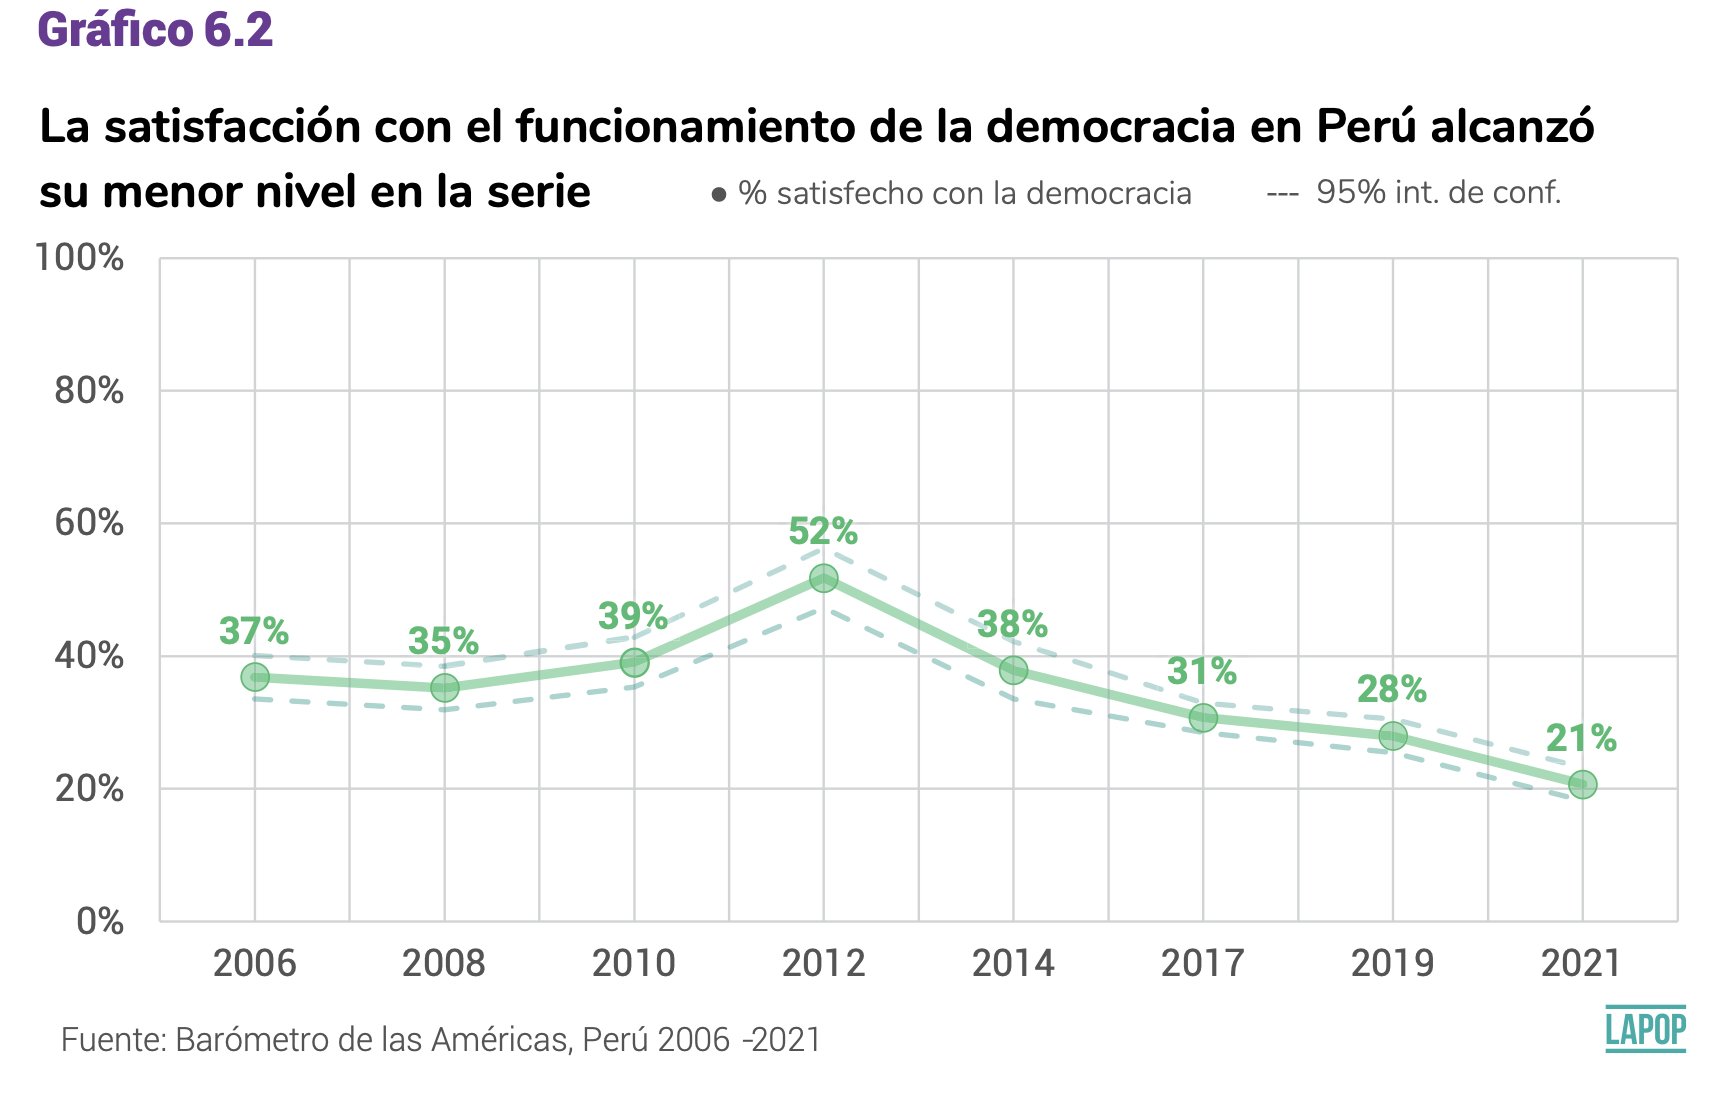 Gráfico 6.2
La satisfacción con el funcionamiento de la democracia en Perú alcanzó
su menor nivel en la serie
● % satisfecho con la democracia --- 95% int. de conf.
100%
80%
60%
40%
20%
0%
37%
35%
39%
52%
38%
31%
28%
21%
2006 2008 2010 2012 2014 2017 2019 2021
Fuente: Barómetro de las Américas, Perú 2006 -2021
LAPOP